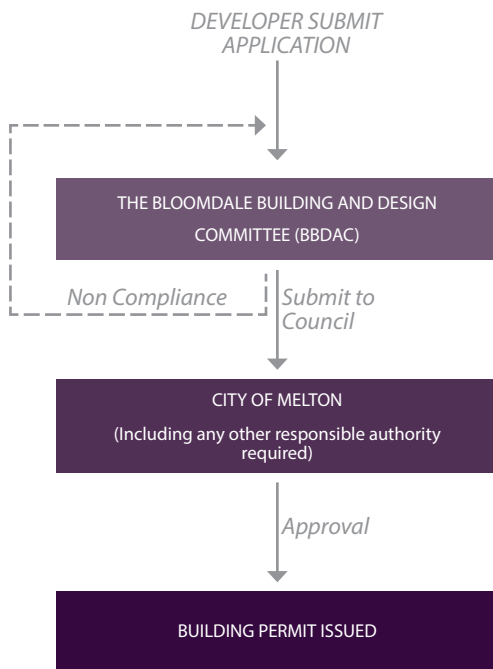 DEVELOPER SUBMIT
APPLICATION
THE BLOOMDALE BUILDING AND DESIGN
COMMITTEE (BBDAC)
Non Compliance
Submit to
Council
CITY OF MELTON
(Including any other responsible authority
required)
Approval
BUILDING PERMIT ISSUED